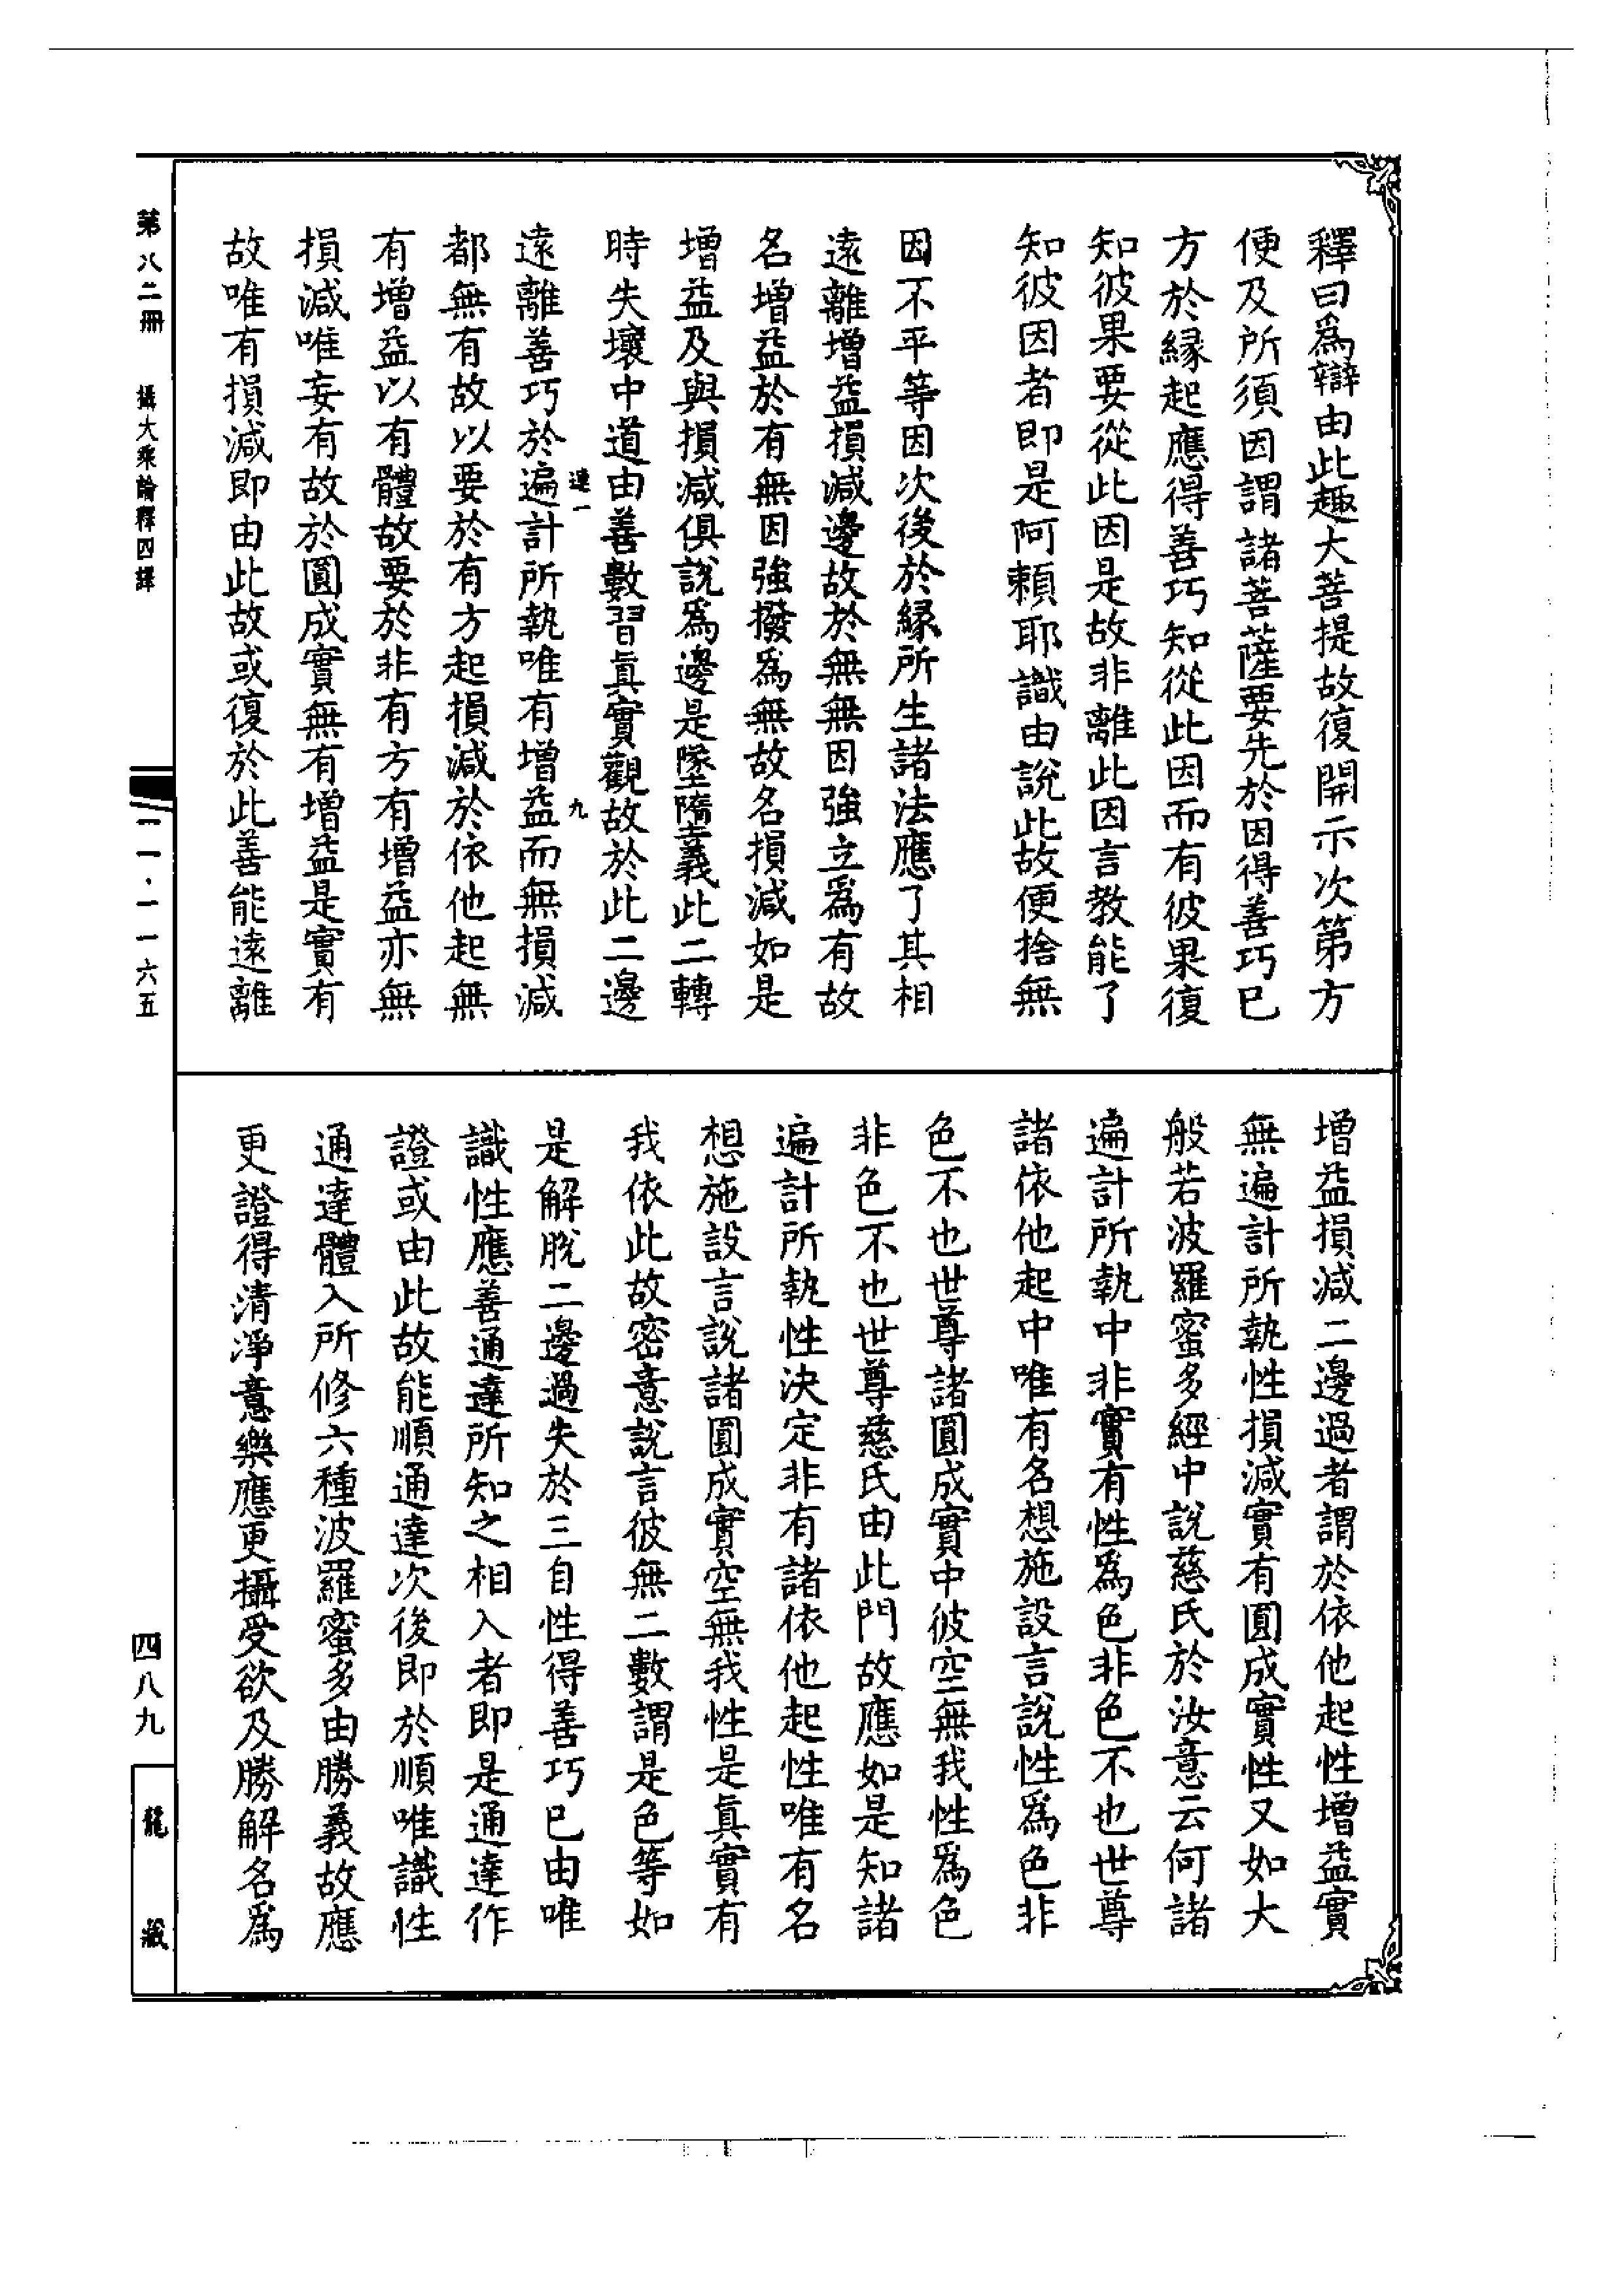 釋曰爲辯由此趣大菩提故復開示次第方
便及所須因謂諸菩薩要先於因得善巧已
方於緣起應得善巧知從此因而有彼果復
知彼果要從此因是故非離此因言教能了
知彼因者即是阿賴耶識由說此故便捨無
因不平等因次後於緣所生諸法應了其相
遠離增益損減邊故於無無因強立爲有故
名增益於有無因強撥爲無故名損減如是
增益及與損減俱說爲邊是墜墮義此二轉
時失壞中道由善數習眞實觀故於此二邊
達一 九
遠離善巧於遍計所執唯有增益而無損減
都無有故以要於有方起損減於依他起無
有增益以有體故要於非有方有增益亦無
損減唯妄有故於圓成實無有增益是實有
故唯有損減即由此故或復於此善能遠離
增益損減二邊過者謂於依他起性增益實
無遍計所執性損減實有圓成實性又如大
般若波羅蜜多經中說慈氏於汝意云何諸
遍計所執中非實有性爲色非色不也世尊
諸依他起中唯有名想施設言說性爲色非
色不也世尊諸圓成實中彼空無我性爲色
非色不也世尊慈氏由此門故應如是知諸
遍計所執性決定非有諸依他起性唯有名
想施設言說諸圓成實空無我性是眞實有
我依此故密意說言彼無二數謂是色等如
是解脫二邊過失於三自性得善巧已由唯
識性應善通達所知之相入者即是通達作
證或由此故能順通達次後即於順唯識性
通達體入所修六種波羅蜜多由勝義故應
更證得清淨意樂應更攝受欲及勝解名爲
第八二冊 攝大乘論釋四譯
二一·一一六五
四八九
龍藏